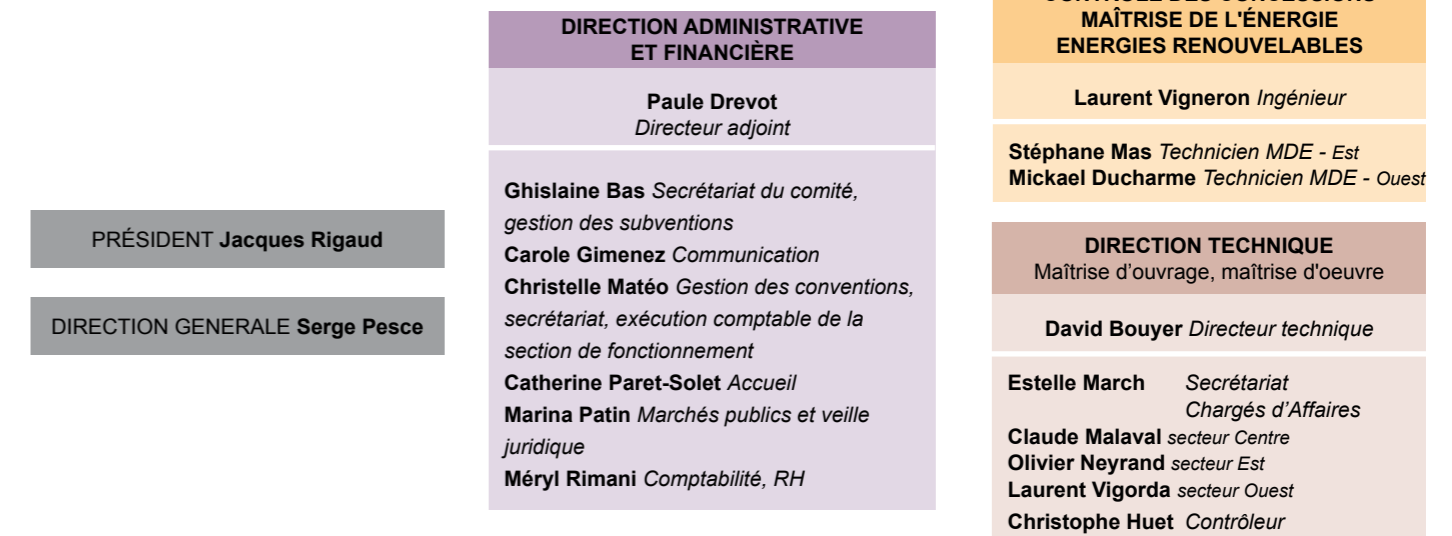 PRÉSIDENT Jacques Rigaud
DIRECTION GENERALE Serge Pesce
DIRECTION ADMINISTRATIVE
ET FINANCIÈRE
Paule Drevot
Directeur adjoint
Ghislaine Bas Secrétariat du comité,
gestion des subventions
Carole Gimenez Communication
Christelle Matéo Gestion des conventions,
secrétariat, exécution comptable de la
section de fonctionnement
Catherine Paret-Solet Accueil
Marina Patin Marchés publics et veille
juridique
Méryl Rimani Comptabilité, RH
CONTRÔLE DES CONCESSIONS
MAÎTRISE DE L'ÉNERGIE
ENERGIES RENOUVELABLES
Laurent Vigneron Ingénieur
Stéphane Mas Technicien MDE - Est
Mickael Ducharme Technicien MDE - Ouest
DIRECTION TECHNIQUE
Maîtrise d’ouvrage, maîtrise d'oeuvre
David Bouyer Directeur technique
Estelle March Secrétariat
Chargés d’Affaires
Claude Malaval secteur Centre
Olivier Neyrand secteur Est
Laurent Vigorda secteur Ouest
Christophe Huet Contrôleur